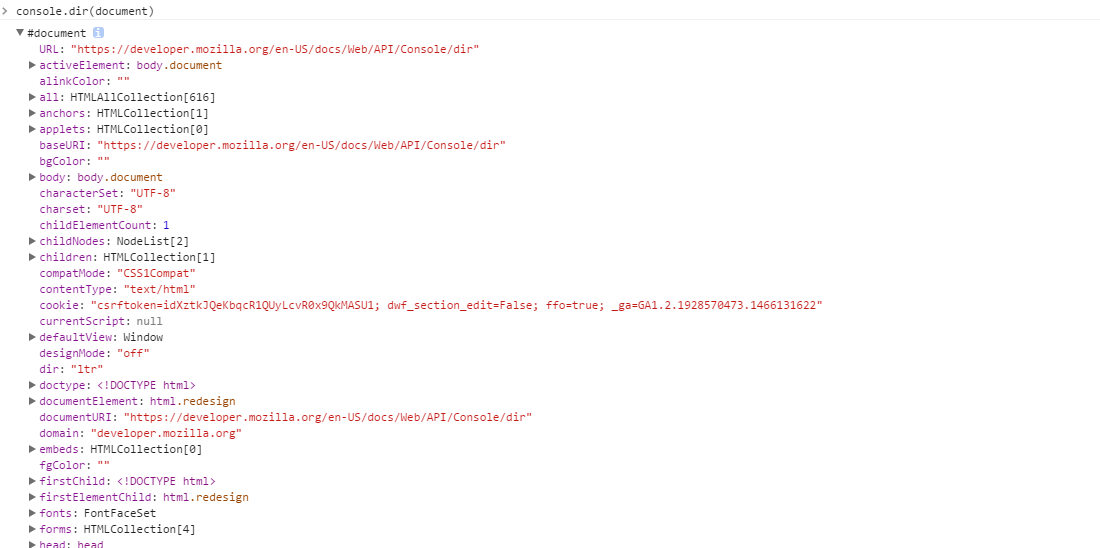 console.dir(document)
#document
URL: "https://developer.mozilla.org/en-US/docs/Web/API/Console/dir"
activeElement: body.document
alinkColor: ""
all: HTMLAllCollection[616]
anchors: HTMLCollection[1]
applets: HTMLCollection[0]
baseURI: "https://developer.mozilla.org/en-US/docs/Web/API/Console/dir"
bgColor: ""
body: body.document
characterSet: "UTF-8"
charset: "UTF-8"
childElementCount: 1
childNodes: NodeList[2]
children: HTMLCollection[1]
compatMode: "CSS1Compat"
contentType: "text/html"
cookie: "csrftoken=idXztkJQeKbqcR1QUyLcvR0x9QkMASU1; dwf_section_edit=False; ffo=true; _ga=GA1.2.1928570473.1466131622"
currentScript: null
defaultView: Window
designMode: "off"
dir: "ltr"
doctype: <!DOCTYPE html>
documentElement: html.redesign
documentURI: "https://developer.mozilla.org/en-US/docs/Web/API/Console/dir"
domain: "developer.mozilla.org"
embeds: HTMLCollection[0]
fgColor: ""
firstChild: <!DOCTYPE html>
firstElementChild: html.redesign
fonts: FontFaceSet
forms: HTMLCollection[4]
head: head